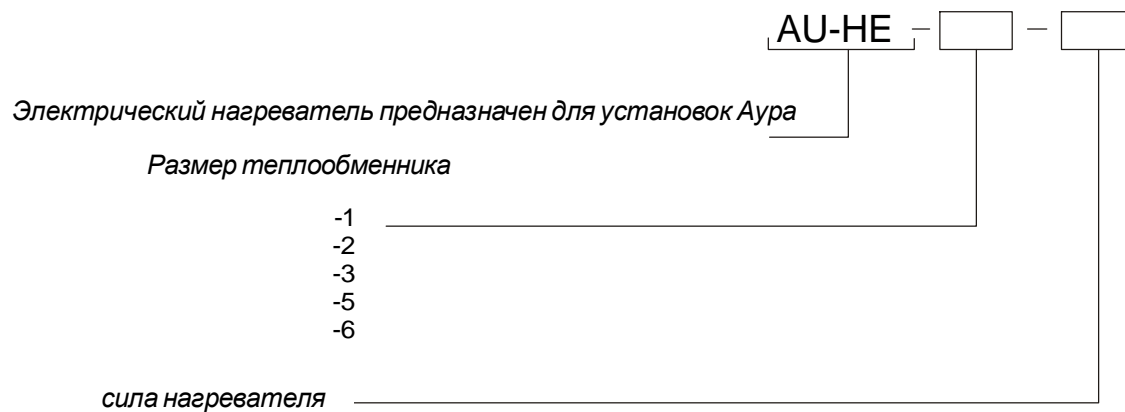 AU-HE – –
Электрический нагреватель предназначен для установок Аура
Размер теплообменника
-1
-2
-3
-5
-6
сила нагревателя